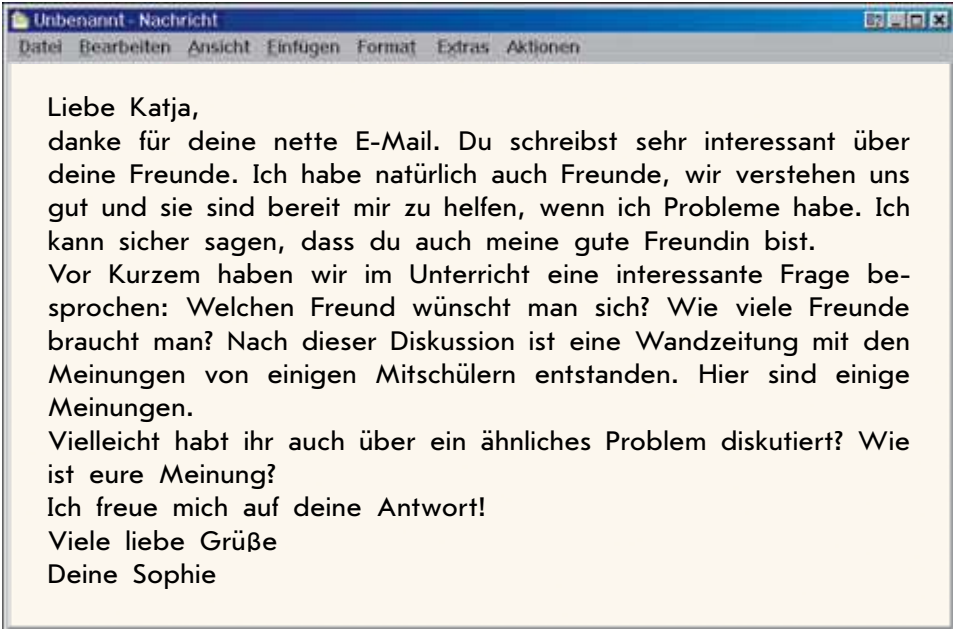 Unbenannt - Nachricht
Datei Bearbeiten Ansicht Einfügen Format Extras Aktionen
Liebe Katja,
danke für deine nette E-Mail. Du schreibst sehr interessant über
deine Freunde. Ich habe natürlich auch Freunde, wir verstehen uns
gut und sie sind bereit mir zu helfen, wenn ich Probleme habe. Ich
kann sicher sagen, dass du auch meine gute Freundin bist.
Vor Kurzem haben wir im Unterricht eine interessante Frage be-
sprochen: Welchen Freund wünscht man sich? Wie viele Freunde
braucht man? Nach dieser Diskussion ist eine Wandzeitung mit den
Meinungen von einigen Mitschülern entstanden. Hier sind einige
Meinungen.
Vielleicht habt ihr auch über ein ähnliches Problem diskutiert? Wie
ist eure Meinung?
Ich freue mich auf deine Antwort!
Viele liebe Grüße
Deine Sophie